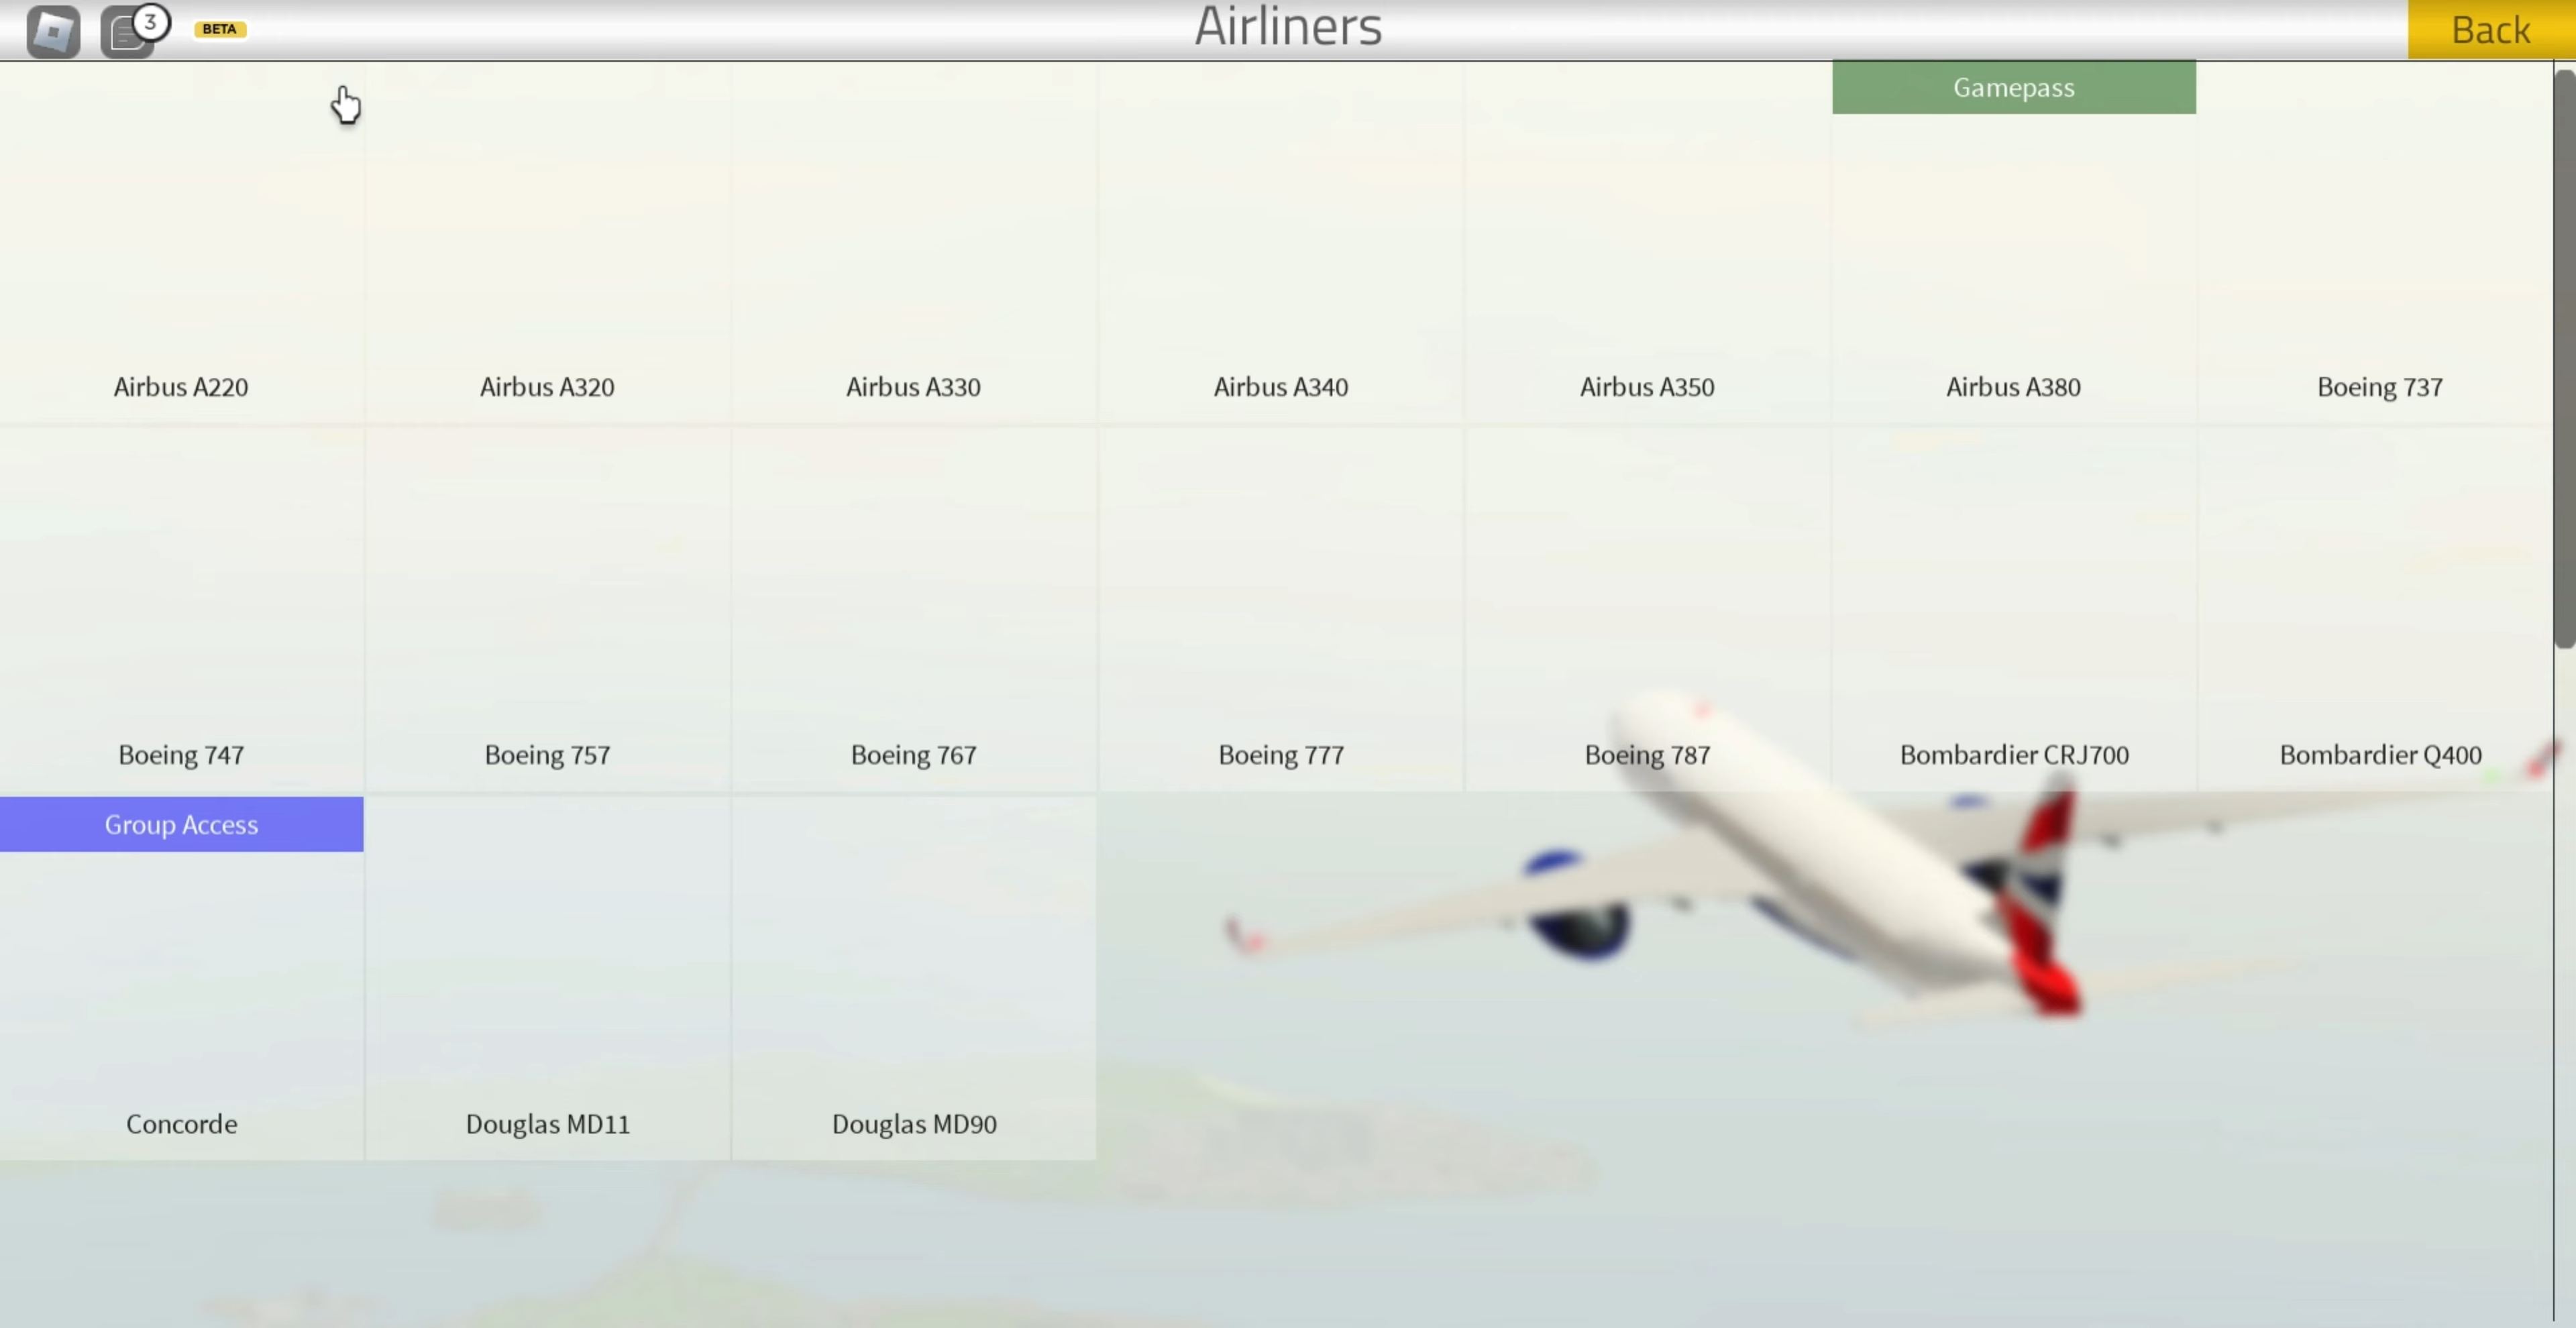 3
BETA
Airliners
Back
Gamepass
Airbus A220
Airbus A320
Airbus A330
Airbus A340
Airbus A350
Airbus A380
Boeing 737
Boeing 747
Boeing 757
Boeing 767
Boeing 777
Boeing 787
Bombardier CRJ700
Bombardier Q400
Group Access
Concorde
Douglas MD11
Douglas MD90